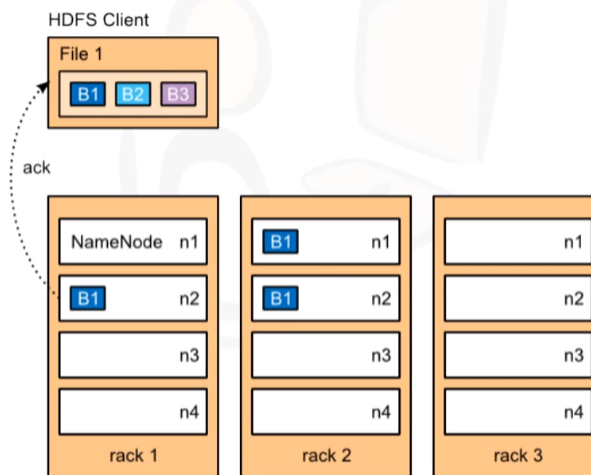 HDFS Client
File 1
B1 B2 B3
ack
NameNode n1
B1 n2
n3
n4
rack 1
B1 n1
B1 n2
n3
n4
rack 2
n1
n2
n3
n4
rack 3